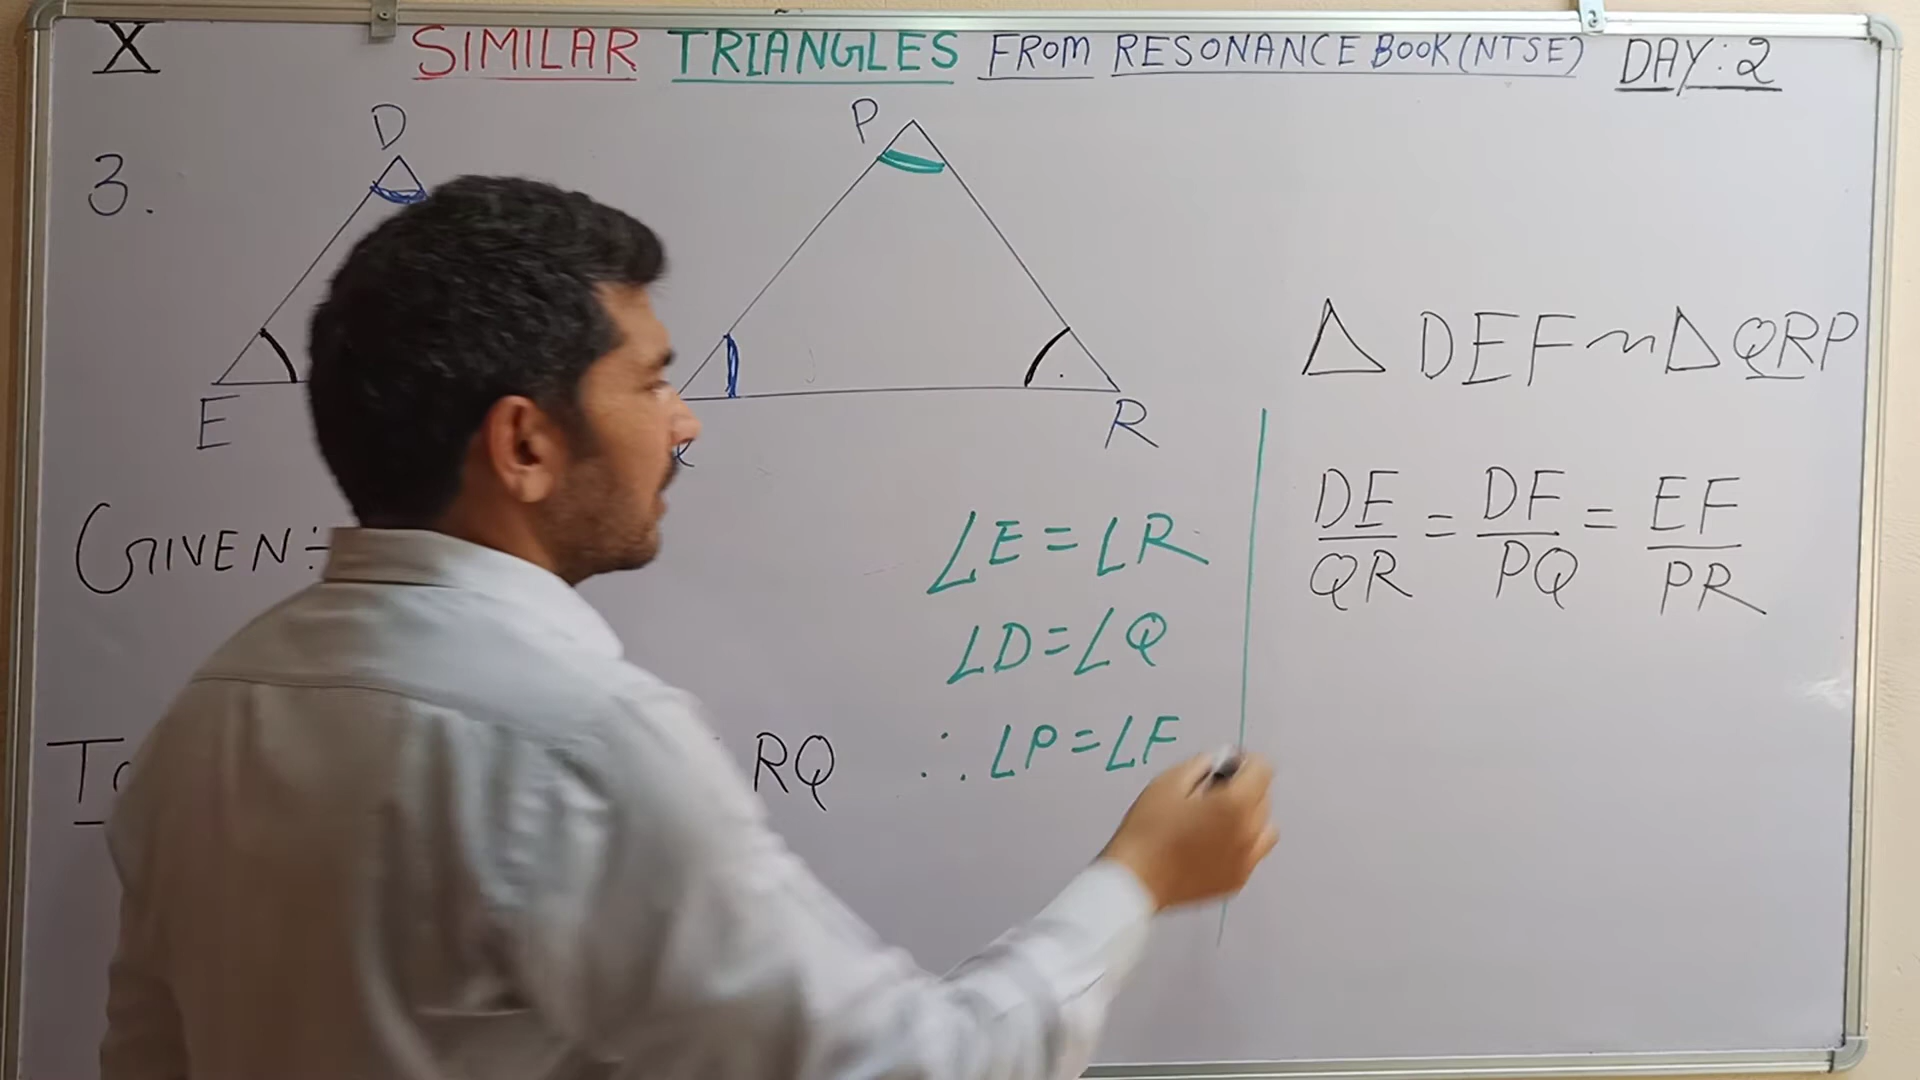 X SIMILAR TRIANGLES FROM RESONANCE BOOK (NTSE) DAY: 2
3.
D
P
E
R
△ DEF ~ △ QRP
DE/QR = DF/PQ = EF/PR
GIVEN:-
∠E = ∠R
∠D = ∠Q
RQ
∴ ∠P = ∠F